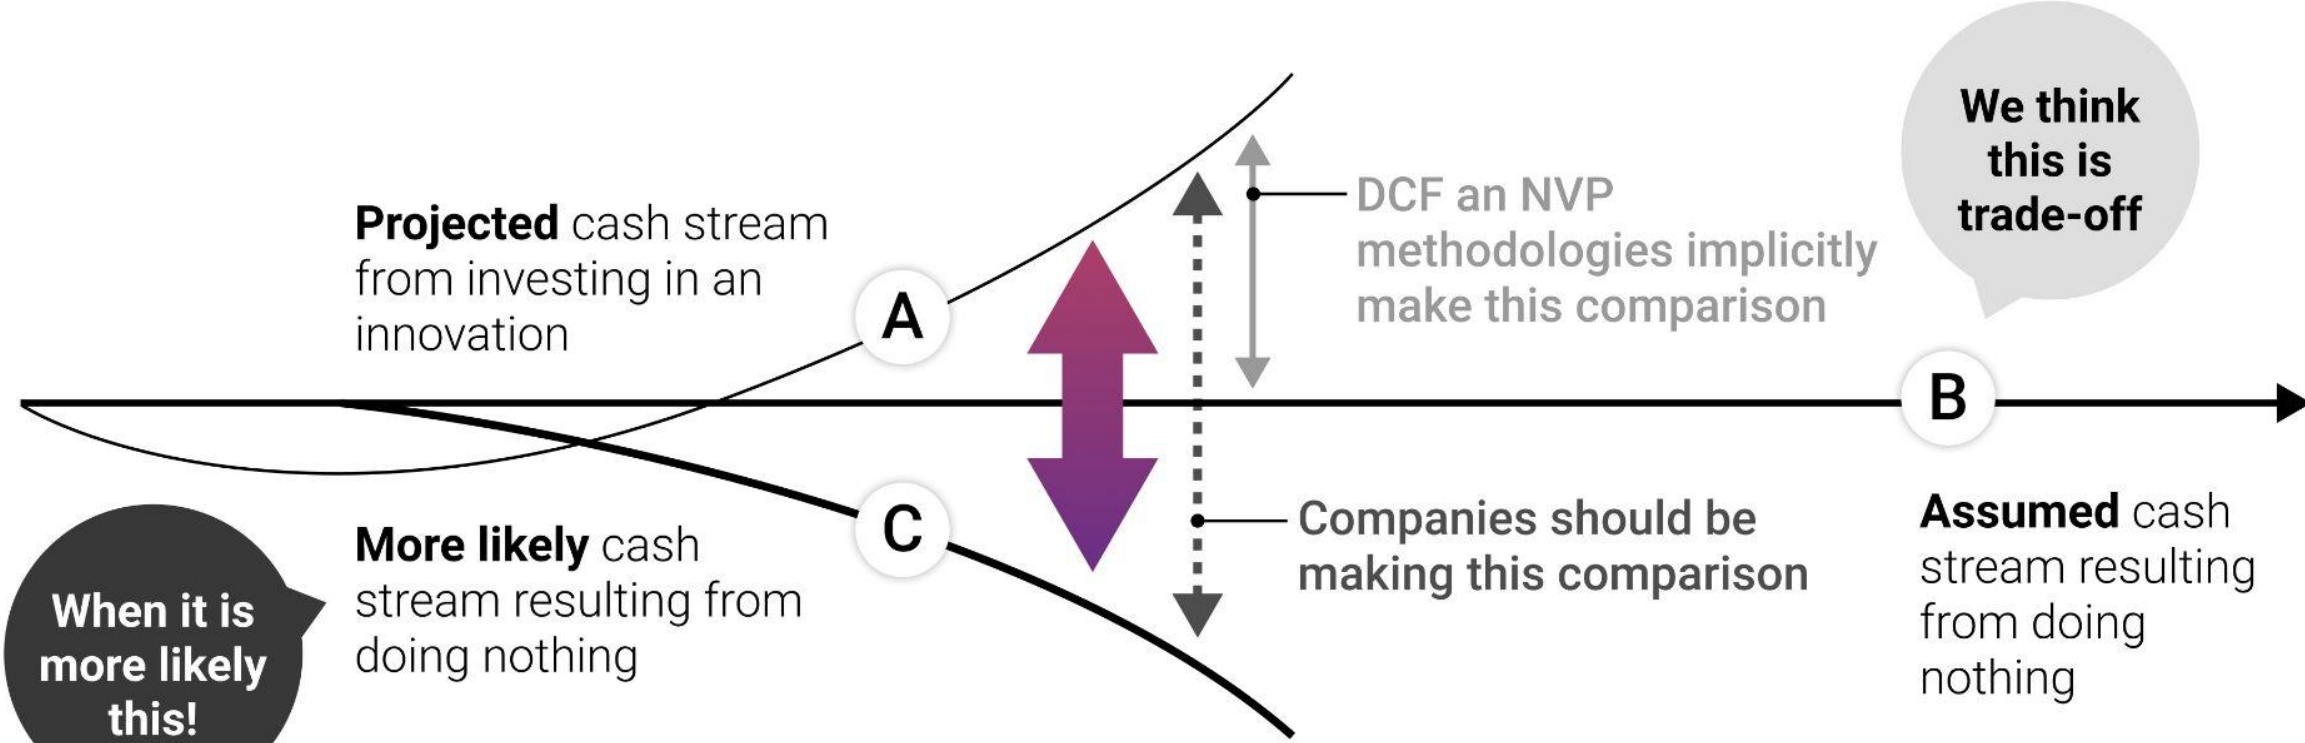 We think
this is
trade-off
Projected cash stream
from investing in an
innovation
A
DCF an NVP
methodologies implicitly
make this comparison
B
C
When it is
more likely
this!
More likely cash
stream resulting from
doing nothing
Companies should be
making this comparison
Assumed cash
stream resulting
from doing
nothing